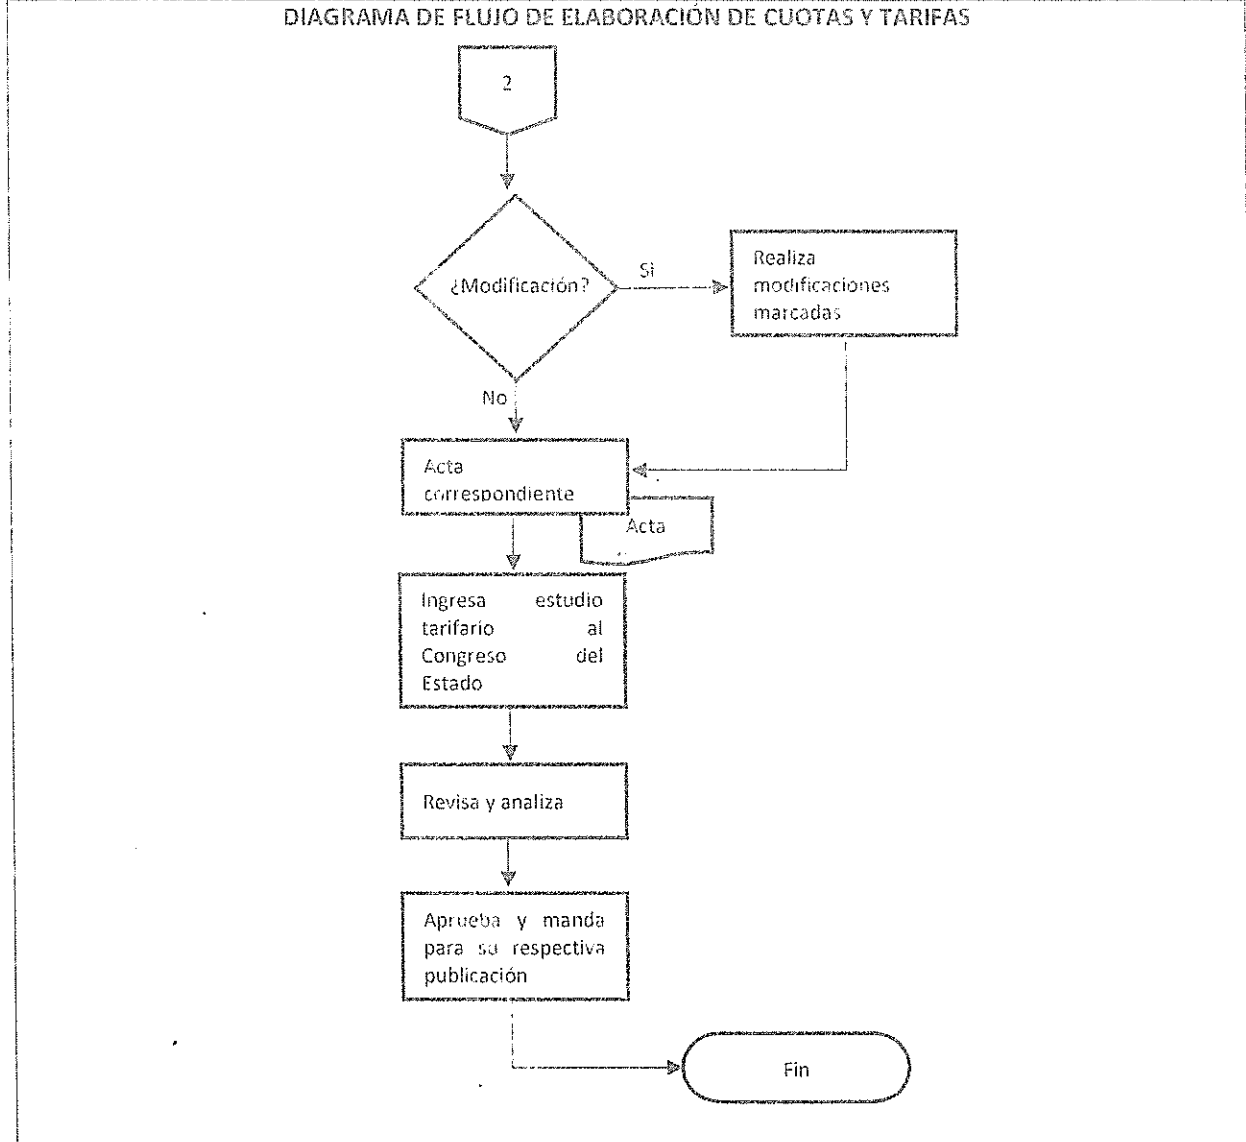 DIAGRAMA DE FLUJO DE ELABORACIÓN DE CUOTAS Y TARIFAS
2
¿Modificación?
Si
Realiza
modificaciones
marcadas
No
Acta
correspondiente
Acta
Ingresa estudio
tarifario al
Congreso del
Estado
Revisa y analiza
Aprueba y manda
para su respectiva
publicación
Fin